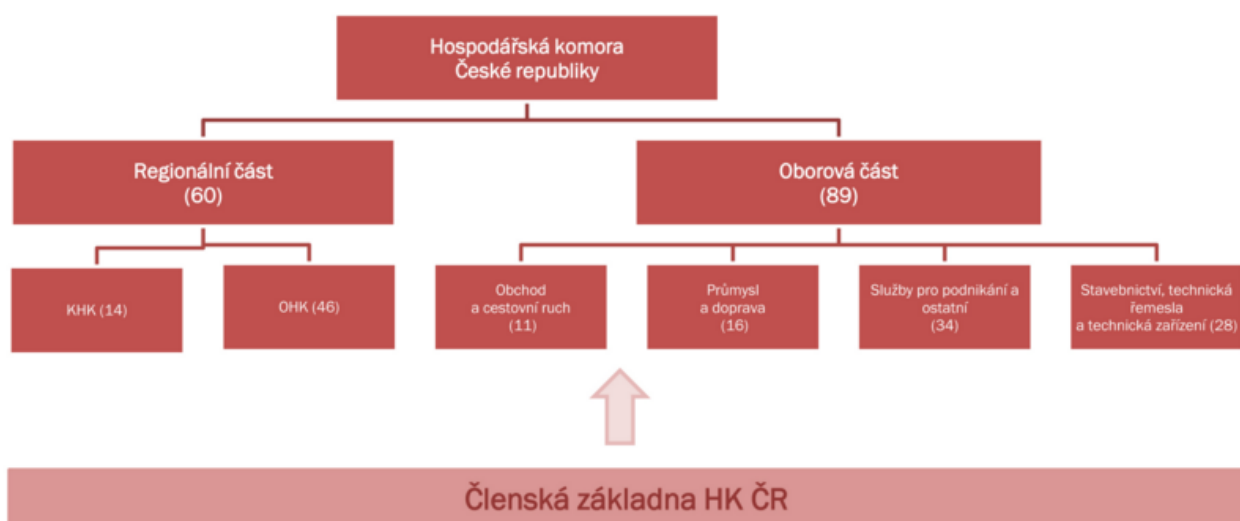 Hospodářská komora
České republiky
Regionální část
(60)
Oborová část
(89)
KHK (14)
OHK (46)
Obchod
a cestovní ruch
(11)
Průmysl
a doprava
(16)
Služby pro podnikání a
ostatní
(34)
Stavebnictví, technická
řemesla
a technická zařízení (28)
Členská základna HK ČR